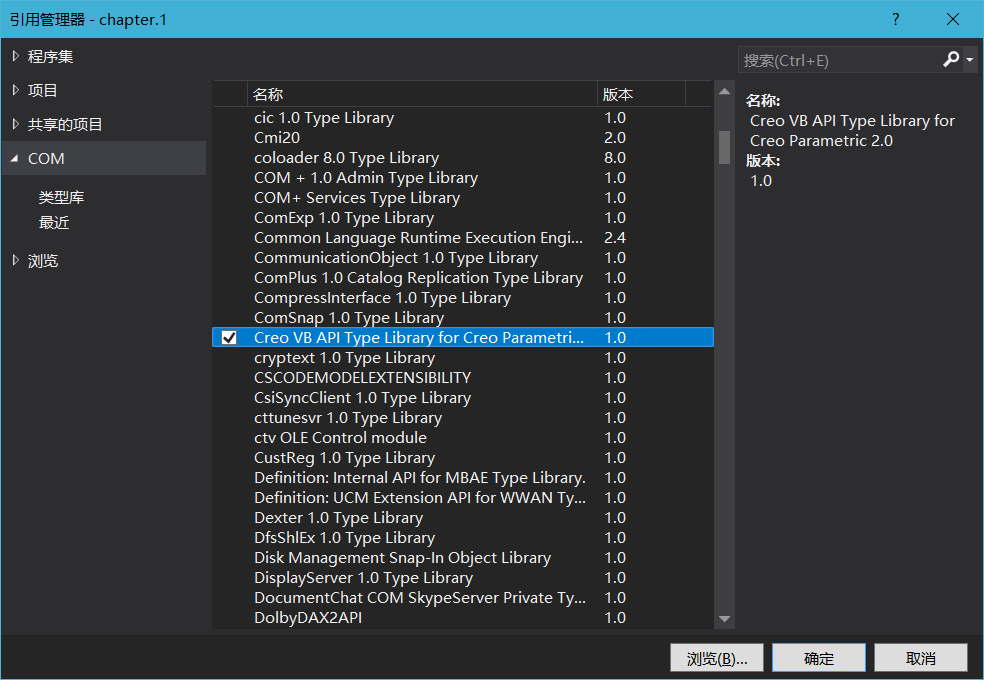 引用管理器 - chapter.1
程序集
项目
共享的项目
COM
类型库
最近
浏览
名称 版本
cic 1.0 Type Library 1.0
Cmi20 2.0
coloader 8.0 Type Library 8.0
COM + 1.0 Admin Type Library 1.0
COM+ Services Type Library 1.0
ComExp 1.0 Type Library 1.0
Common Language Runtime Execution Engi... 2.4
CommunicationObject 1.0 Type Library 1.0
ComPlus 1.0 Catalog Replication Type Library 1.0
CompressInterface 1.0 Type Library 1.0
ComSnap 1.0 Type Library 1.0
Creo VB API Type Library for Creo Parametri... 1.0
cryptext 1.0 Type Library 1.0
CSCODEMODELEXTENSIBILITY 1.0
CsiSyncClient 1.0 Type Library 1.0
cttunesvr 1.0 Type Library 1.0
ctv OLE Control module 1.0
CustReg 1.0 Type Library 1.0
Definition: Internal API for MBAE Type Library. 1.0
Definition: UCM Extension API for WWAN Ty... 1.0
Dexter 1.0 Type Library 1.0
DfsShlEx 1.0 Type Library 1.0
Disk Management Snap-In Object Library 1.0
DisplayServer 1.0 Type Library 1.0
DocumentChat COM SkypeServer Private Ty... 1.0
DolbyDAX2API 1.0
搜索(Ctrl+E)
名称:
Creo VB API Type Library for
Creo Parametric 2.0
版本:
1.0
浏览(B)... 确定 取消